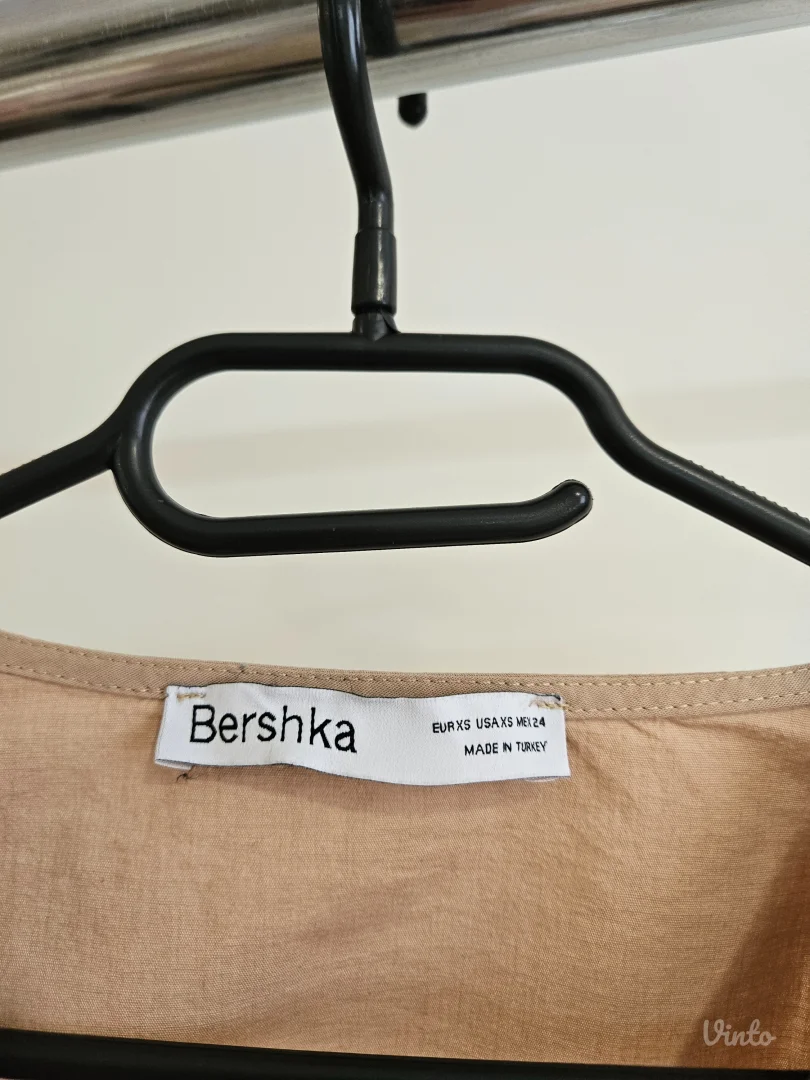 Bershka
EUR XS USA XS MEX 24
MADE IN TURKEY
Vinto